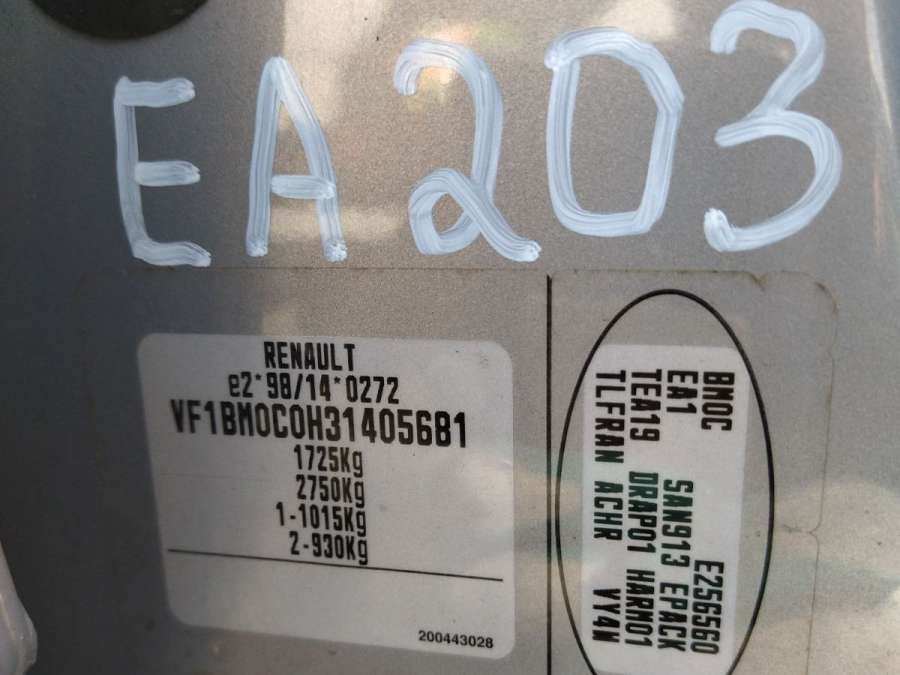 EA203
RENAULT
e2*98/14*0272
VF1BM0C0H31405681
1725Kg
2750Kg
1-1015Kg
2-930Kg
200443028
BM0C E256560
EA1 SAN913 EPACK
TEA19 DRAP01 HARM01
TLFRAN ACHR VY4W